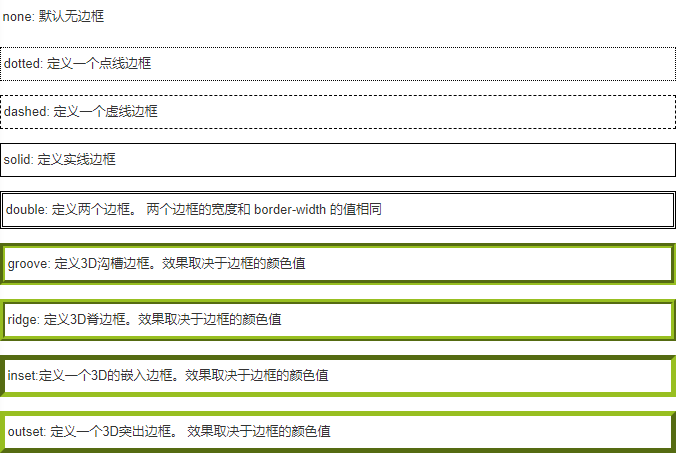 none: 默认无边框
dotted: 定义一个点线边框
dashed: 定义一个虚线边框
solid: 定义实线边框
double: 定义两个边框。 两个边框的宽度和 border-width 的值相同
groove: 定义3D沟槽边框。效果取决于边框的颜色值
ridge: 定义3D脊边框。效果取决于边框的颜色值
inset:定义一个3D的嵌入边框。效果取决于边框的颜色值
outset: 定义一个3D突出边框。 效果取决于边框的颜色值